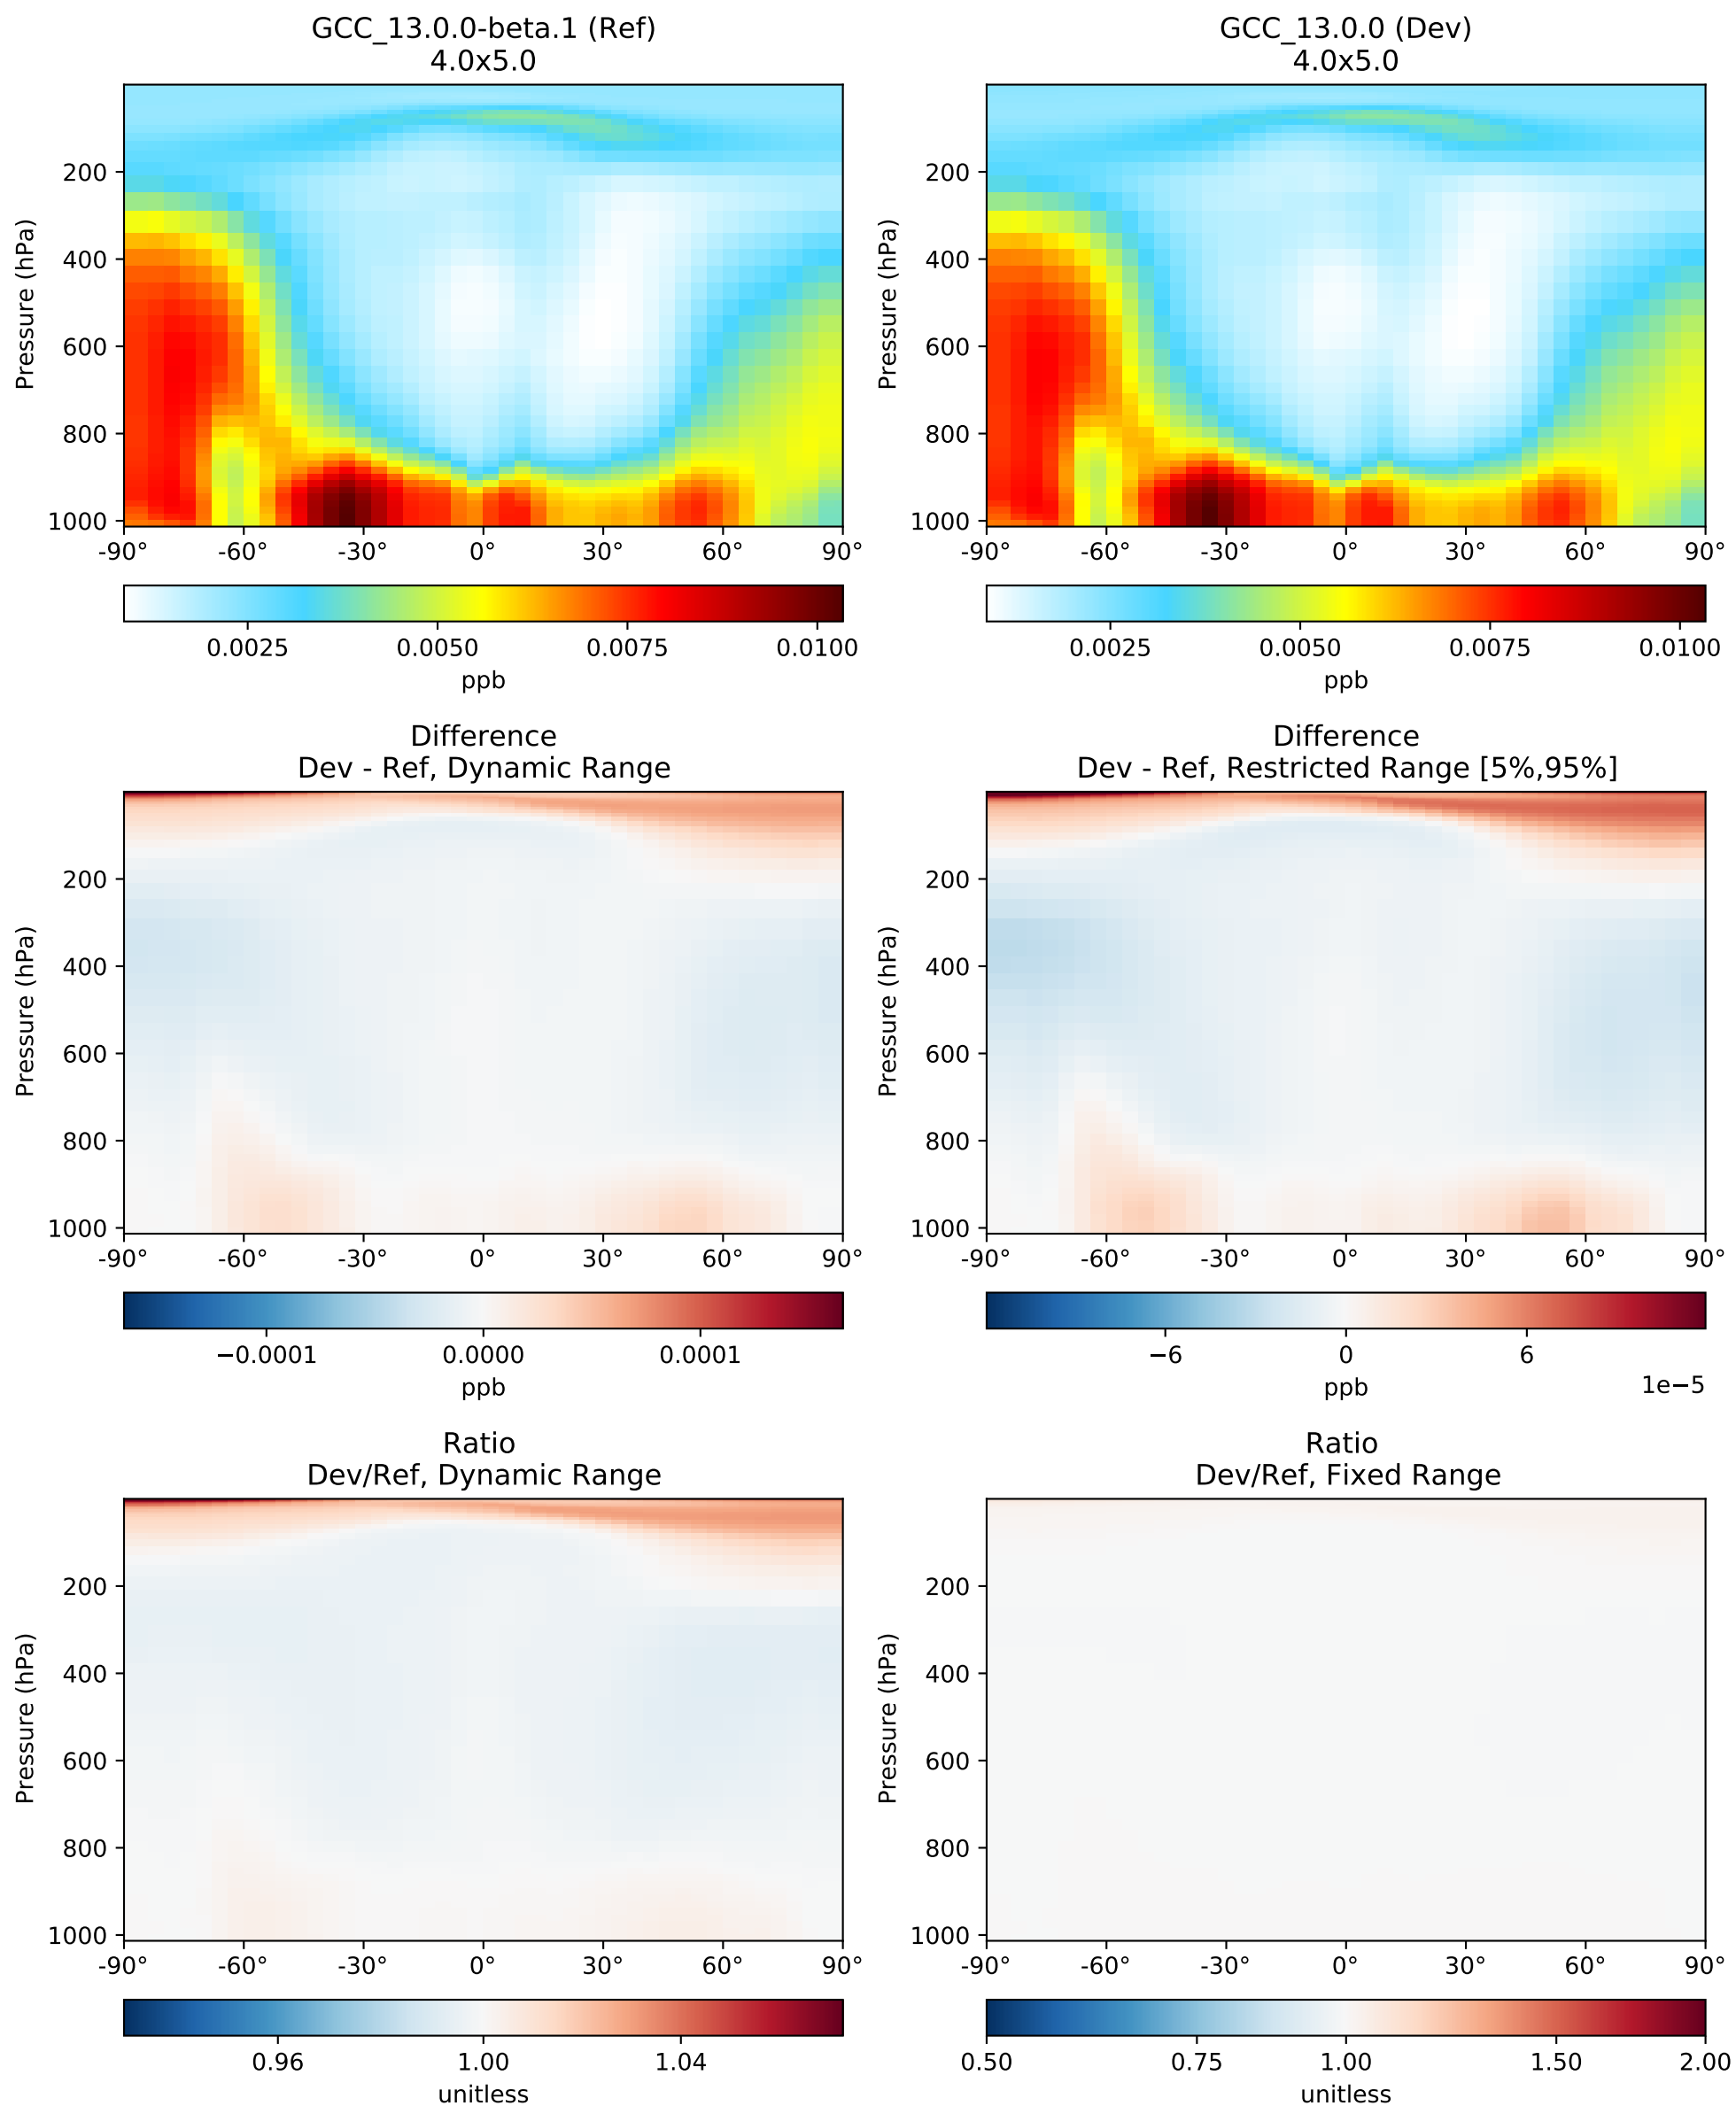 GCC_13.0.0-beta.1 (Ref)
4.0x5.0
GCC_13.0.0 (Dev)
4.0x5.0
Pressure (hPa)
200
400
600
800
1000
-90° -60° -30° 0° 30° 60° 90°
0.0025 0.0050 0.0075 0.0100
ppb
Pressure (hPa)
200
400
600
800
1000
-90° -60° -30° 0° 30° 60° 90°
0.0025 0.0050 0.0075 0.0100
ppb
Difference
Dev - Ref, Dynamic Range
Pressure (hPa)
200
400
600
800
1000
-90° -60° -30° 0° 30° 60° 90°
−0.0001 0.0000 0.0001
ppb
Difference
Dev - Ref, Restricted Range [5%,95%]
Pressure (hPa)
200
400
600
800
1000
-90° -60° -30° 0° 30° 60° 90°
−6 0 6
ppb
1e−5
Ratio
Dev/Ref, Dynamic Range
Pressure (hPa)
200
400
600
800
1000
-90° -60° -30° 0° 30° 60° 90°
0.96 1.00 1.04
unitless
Ratio
Dev/Ref, Fixed Range
Pressure (hPa)
200
400
600
800
1000
-90° -60° -30° 0° 30° 60° 90°
0.50 0.75 1.00 1.50 2.00
unitless